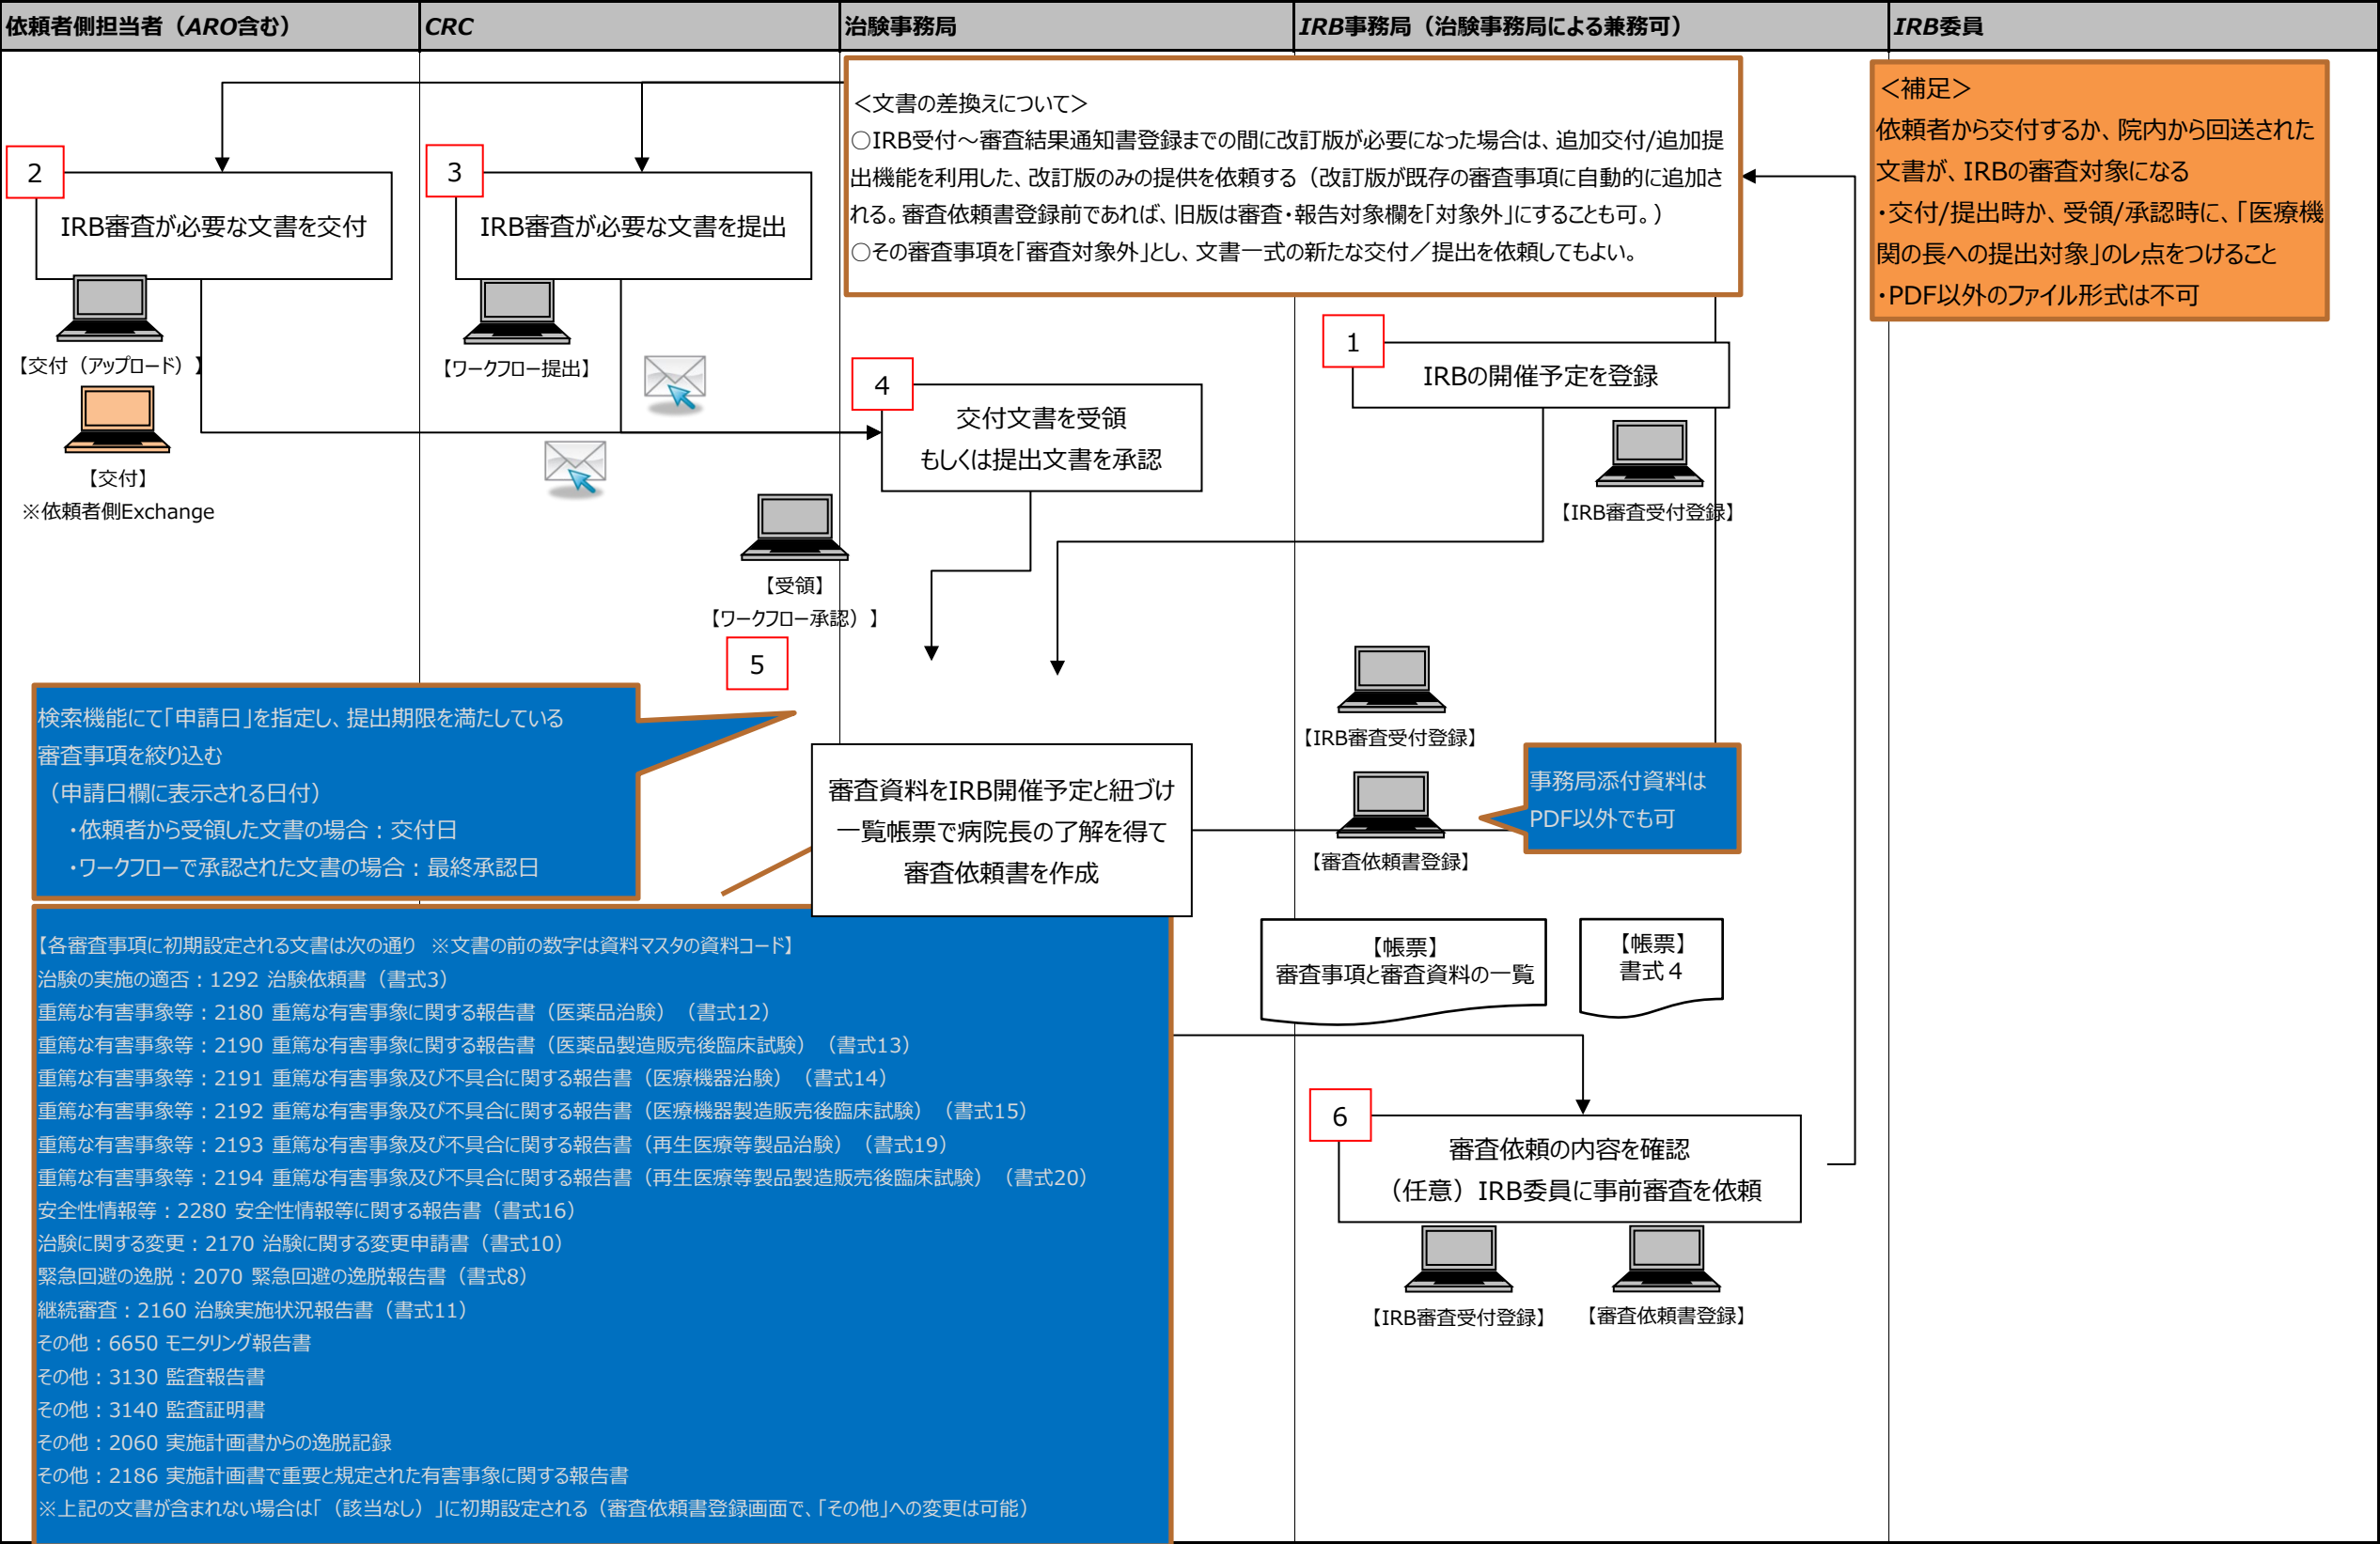 依頼者側担当者（ARO含む）
CRC
治験事務局
IRB事務局（治験事務局による兼務可）
IRB委員
＜文書の差換えについて＞
○IRB受付～審査結果通知書登録までの間に改訂版が必要になった場合は、追加交付/追加提
出機能を利用した、改訂版のみの提供を依頼する（改訂版が既存の審査事項に自動的に追加さ
れる。審査依頼書登録前であれば、旧版は審査・報告対象欄を「対象外」にすることも可。）
○その審査事項を「審査対象外」とし、文書一式の新たな交付／提出を依頼してもよい。
＜補足＞
依頼者から交付するか、院内から回送された
文書が、IRBの審査対象になる
・交付/提出時か、受領/承認時に、「医療機
関の長への提出対象」のレ点をつけること
・PDF以外のファイル形式は不可
2
IRB審査が必要な文書を交付
【交付（アップロード）】
【交付】
※依頼者側Exchange
3
IRB審査が必要な文書を提出
【ワークフロー提出】
1
IRBの開催予定を登録
【IRB審査受付登録】
4
交付文書を受領
もしくは提出文書を承認
【受領】
【ワークフロー承認）】
5
検索機能にて「申請日」を指定し、提出期限を満たしている
審査事項を絞り込む
（申請日欄に表示される日付）
・依頼者から受領した文書の場合：交付日
・ワークフローで承認された文書の場合：最終承認日
審査資料をIRB開催予定と紐づけ
一覧帳票で病院長の了解を得て
審査依頼書を作成
【IRB審査受付登録】
【審査依頼書登録】
事務局添付資料は
PDF以外でも可
【帳票】
審査事項と審査資料の一覧
【帳票】
書式４
【各審査事項に初期設定される文書は次の通り　※文書の前の数字は資料マスタの資料コード】
治験の実施の適否：1292 治験依頼書（書式3）
重篤な有害事象等：2180 重篤な有害事象に関する報告書（医薬品治験）（書式12）
重篤な有害事象等：2190 重篤な有害事象に関する報告書（医薬品製造販売後臨床試験）（書式13）
重篤な有害事象等：2191 重篤な有害事象及び不具合に関する報告書（医療機器治験）（書式14）
重篤な有害事象等：2192 重篤な有害事象及び不具合に関する報告書（医療機器製造販売後臨床試験）（書式15）
重篤な有害事象等：2193 重篤な有害事象及び不具合に関する報告書（再生医療等製品治験）（書式19）
重篤な有害事象等：2194 重篤な有害事象及び不具合に関する報告書（再生医療等製品製造販売後臨床試験）（書式20）
安全性情報等：2280 安全性情報等に関する報告書（書式16）
治験に関する変更：2170 治験に関する変更申請書（書式10）
緊急回避の逸脱：2070 緊急回避の逸脱報告書（書式8）
継続審査：2160 治験実施状況報告書（書式11）
その他：6650 モニタリング報告書
その他：3130 監査報告書
その他：3140 監査証明書
その他：2060 実施計画書からの逸脱記録
その他：2186 実施計画書で重要と規定された有害事象に関する報告書
※上記の文書が含まれない場合は「（該当なし）」に初期設定される（審査依頼書登録画面で、「その他」への変更は可能）
6
審査依頼の内容を確認
（任意）IRB委員に事前審査を依頼
【IRB審査受付登録】
【審査依頼書登録】